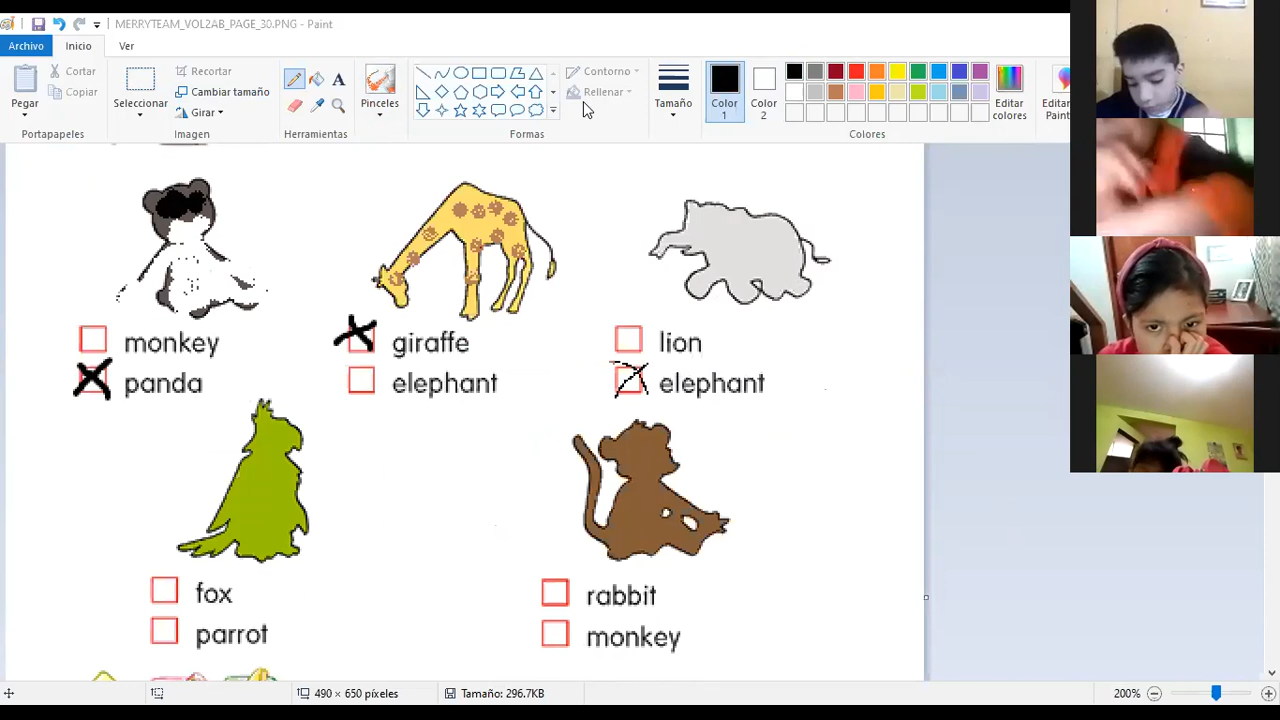 MERRYTEAM_VOL2AB_PAGE_30.PNG - Paint
Archivo Inicio Ver
Pegar
Cortar
Copiar
Portapapeles
Seleccionar
Recortar
Cambiar tamaño
Girar
Imagen
A
Herramientas
Pinceles
Contorno
Rellenar
Formas
Tamaño
Color
1
Color
2
Editar
colores
Colores
Editar
Paint
monkey
panda
giraffe
elephant
lion
elephant
fox
parrot
rabbit
monkey
490 × 650 píxeles
Tamaño: 296.7KB
200%